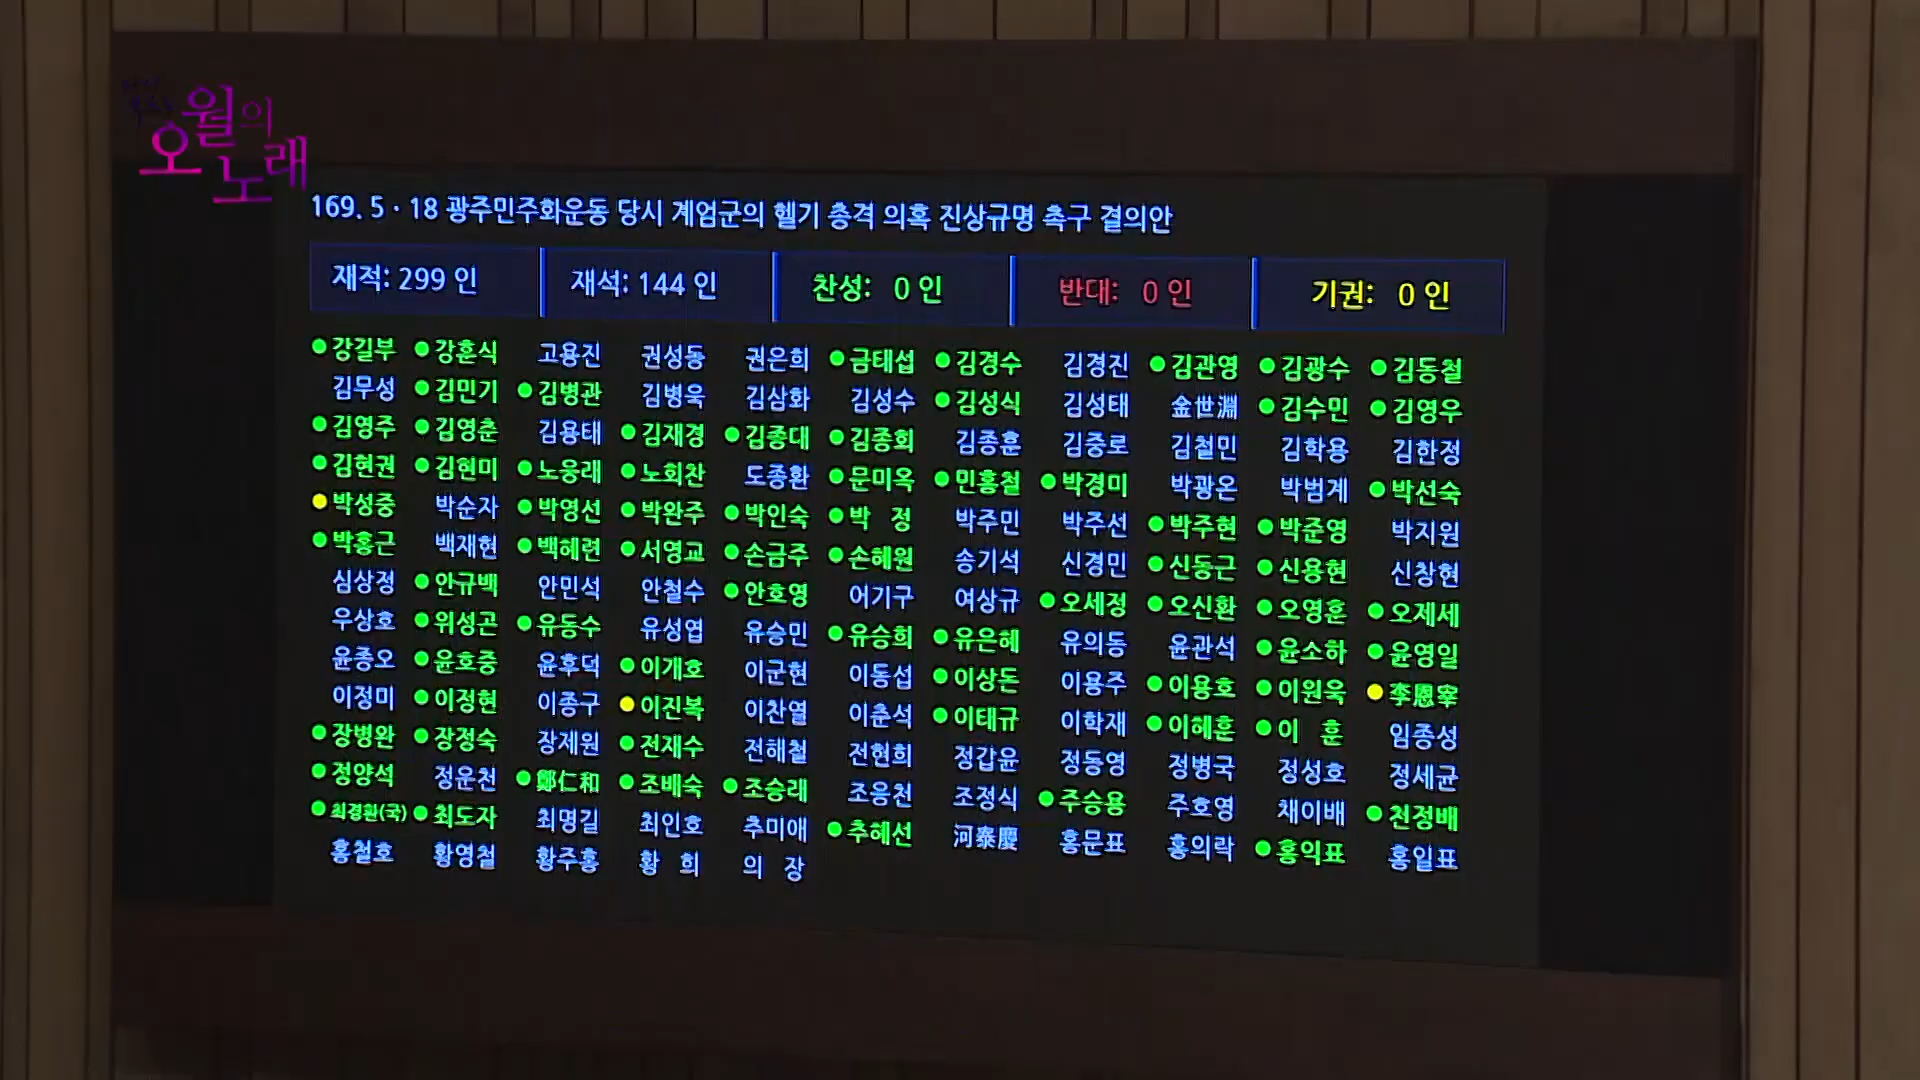 오월의 노래
169. 5·18 광주민주화운동 당시 계엄군의 헬기 총격 의혹 진상규명 촉구 결의안
재적: 299 인 재석: 144 인 찬성: 0 인 반대: 0 인 기권: 0 인
강길부 강훈식 고용진 권성동 권은희 금태섭 김경수 김경진 김관영 김광수 김동철
김무성 김민기 김병관 김병욱 김삼화 김성수 김성식 김성태 金世淵 김수민 김영우
김영주 김영춘 김용태 김재경 김종대 김종회 김종훈 김중로 김철민 김학용 김한정
김현권 김현미 노웅래 노회찬 도종환 문미옥 민홍철 박경미 박광온 박범계 박선숙
박성중 박순자 박영선 박완주 박인숙 박 정 박주민 박주선 박주현 박준영 박지원
박홍근 백재현 백혜련 서영교 손금주 손혜원 송기석 신경민 신동근 신용현 신창현
심상정 안규백 안민석 안철수 안호영 어기구 여상규 오세정 오신환 오영훈 오제세
우상호 위성곤 유동수 유성엽 유승민 유승희 유은혜 유의동 윤관석 윤소하 윤영일
윤종오 윤호중 윤후덕 이개호 이군현 이동섭 이상돈 이용주 이용호 이원욱 李恩宰
이정미 이정현 이종구 이진복 이찬열 이춘석 이태규 이학재 이혜훈 이 훈 임종성
장병완 장정숙 장제원 전재수 전해철 전현희 정갑윤 정동영 정병국 정성호 정세균
정양석 정운천 鄭仁和 조배숙 조승래 조응천 조정식 주승용 주호영 채이배 천정배
최경환(국) 최도자 최명길 최인호 추미애 추혜선 河泰慶 홍문표 홍의락 홍익표 홍일표
홍철호 황영철 황주홍 황 희 의 장